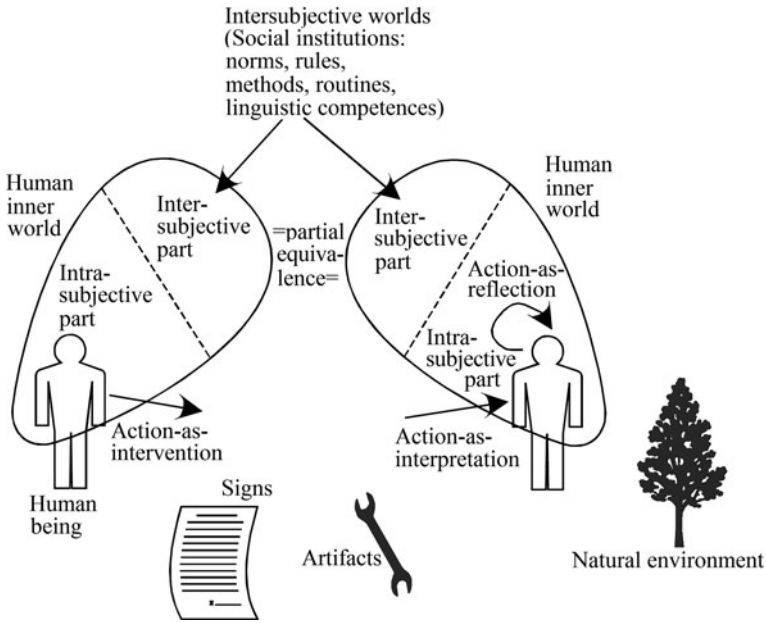 Intersubjective worlds
(Social institutions:
norms, rules,
methods, routines,
linguistic competences)
Human
inner
world
Inter-
subjective
part
Intra-
subjective
part
=partial
equiva-
lence=
Inter-
subjective
part
Human
inner
world
Action-as-
reflection
Intra-
subjective
part
Action-as-
intervention
Action-as-
interpretation
Human
being
Signs
Artifacts
Natural environment